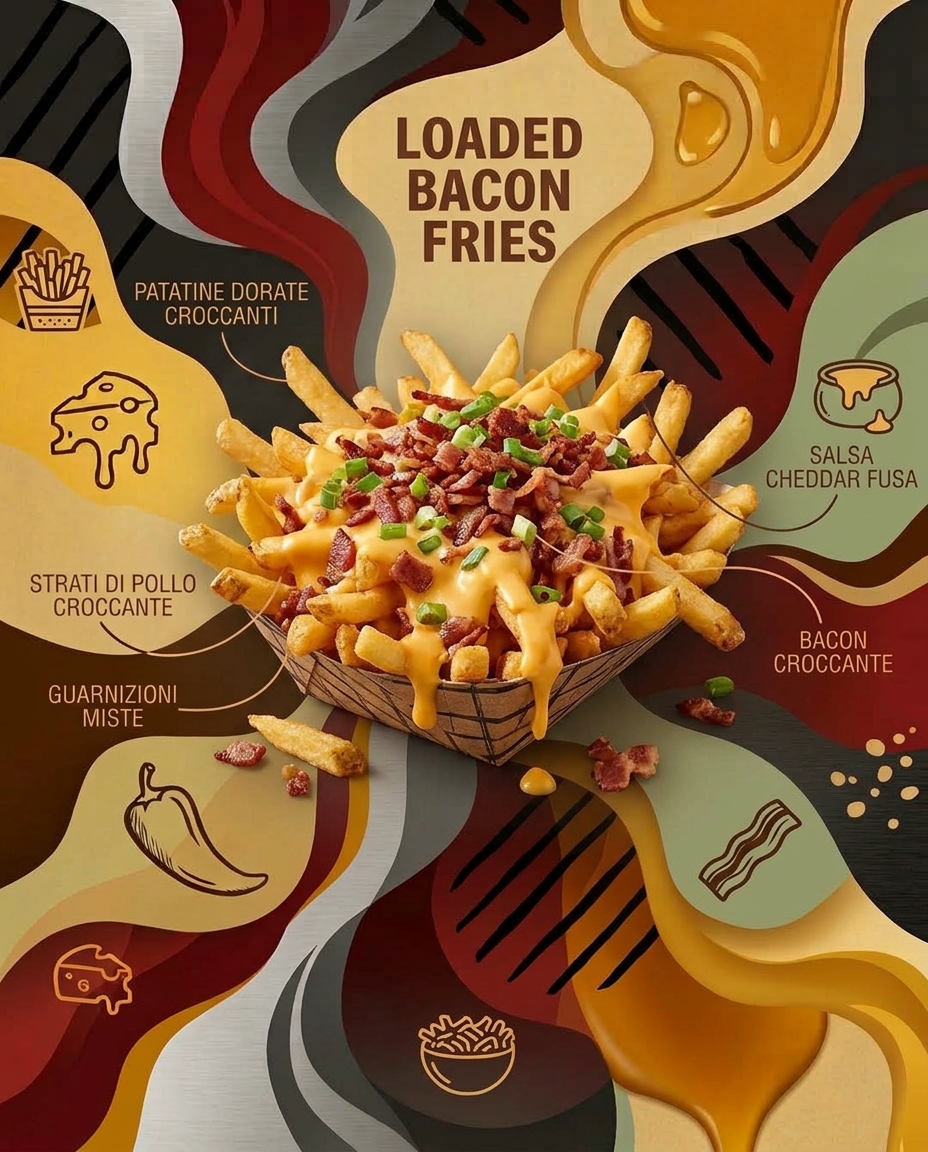 LOADED
BACON
FRIES
PATATINE DORATE
CROCCANTI
SALSA
CHEDDAR FUSA
STRATI DI POLLO
CROCCANTE
BACON
CROCCANTE
GUARNIZIONI
MISTE